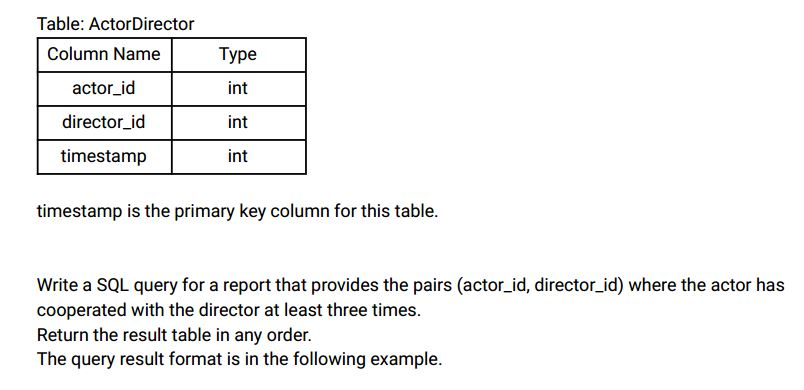 Table: ActorDirector
Column Name Type
actor_id int
director_id int
timestamp int
timestamp is the primary key column for this table.
Write a SQL query for a report that provides the pairs (actor_id, director_id) where the actor has
cooperated with the director at least three times.
Return the result table in any order.
The query result format is in the following example.